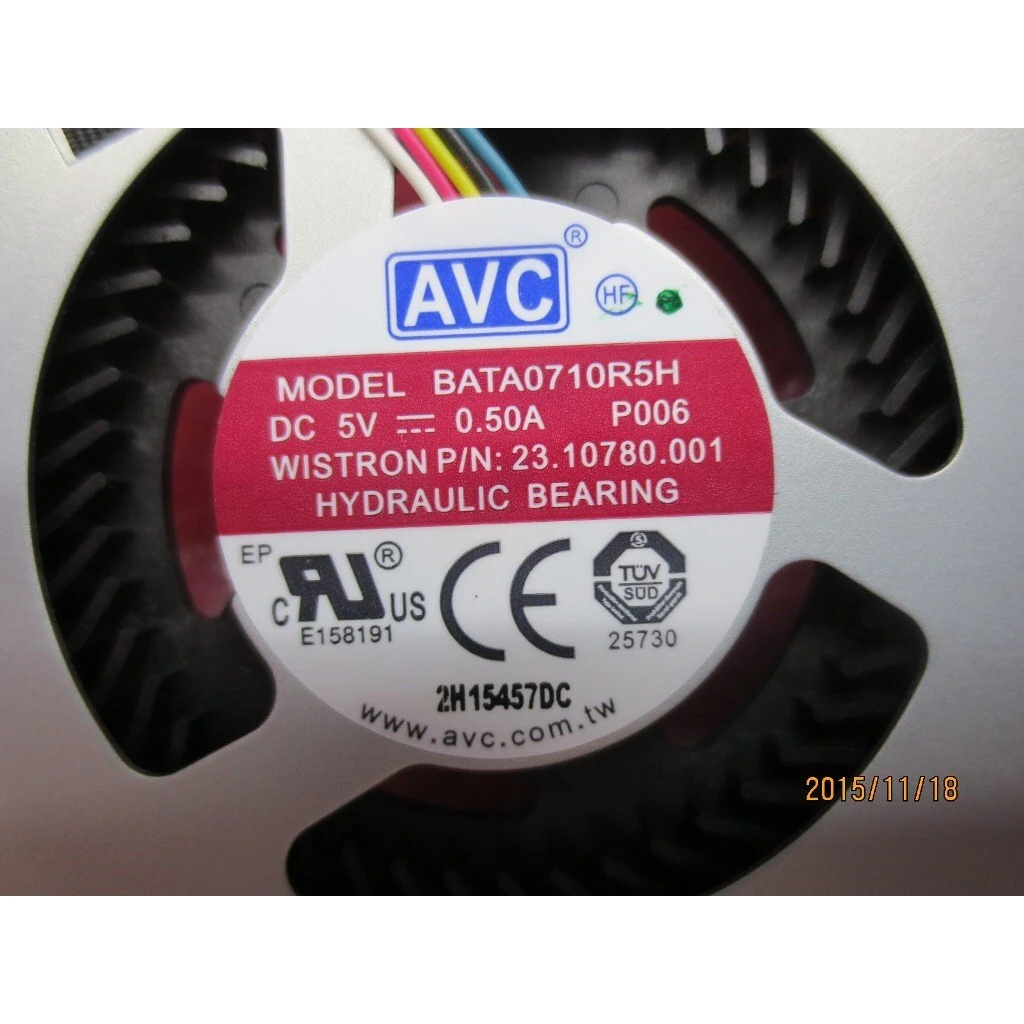 AVC ®
HF
MODEL BATA0710R5H
DC 5V ⎓ 0.50A P006
WISTRON P/N: 23.10780.001
HYDRAULIC BEARING
EP
c RU ® US
E158191
CE
TÜV
SÜD
25730
2H15457DC
www.avc.com.tw
2015/11/18